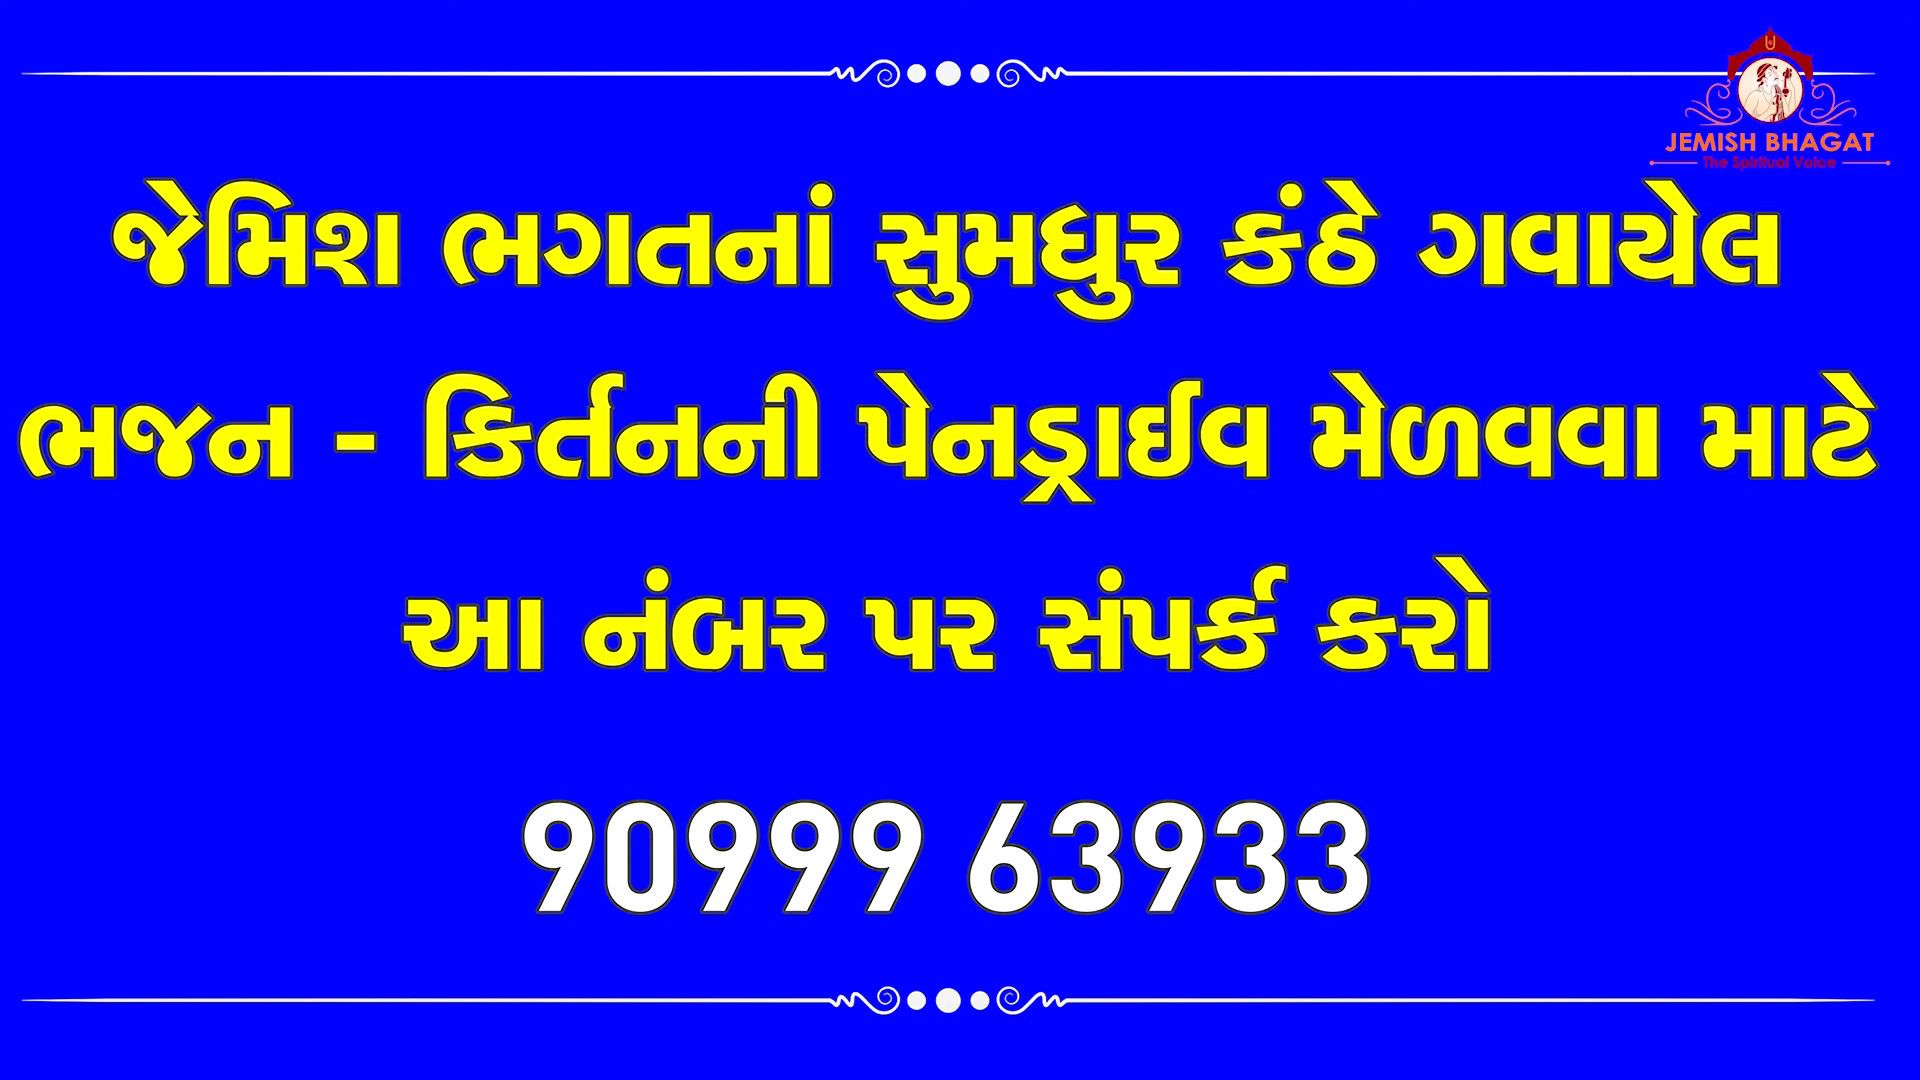 JEMISH BHAGAT
The Spiritual Voice
જેમિશ ભગતનાં સુમધુર કંઠે ગવાયેલ
ભજન - કિર્તનની પેનડ્રાઈવ મેળવવા માટે
આ નંબર પર સંપર્ક કરો
90999 63933